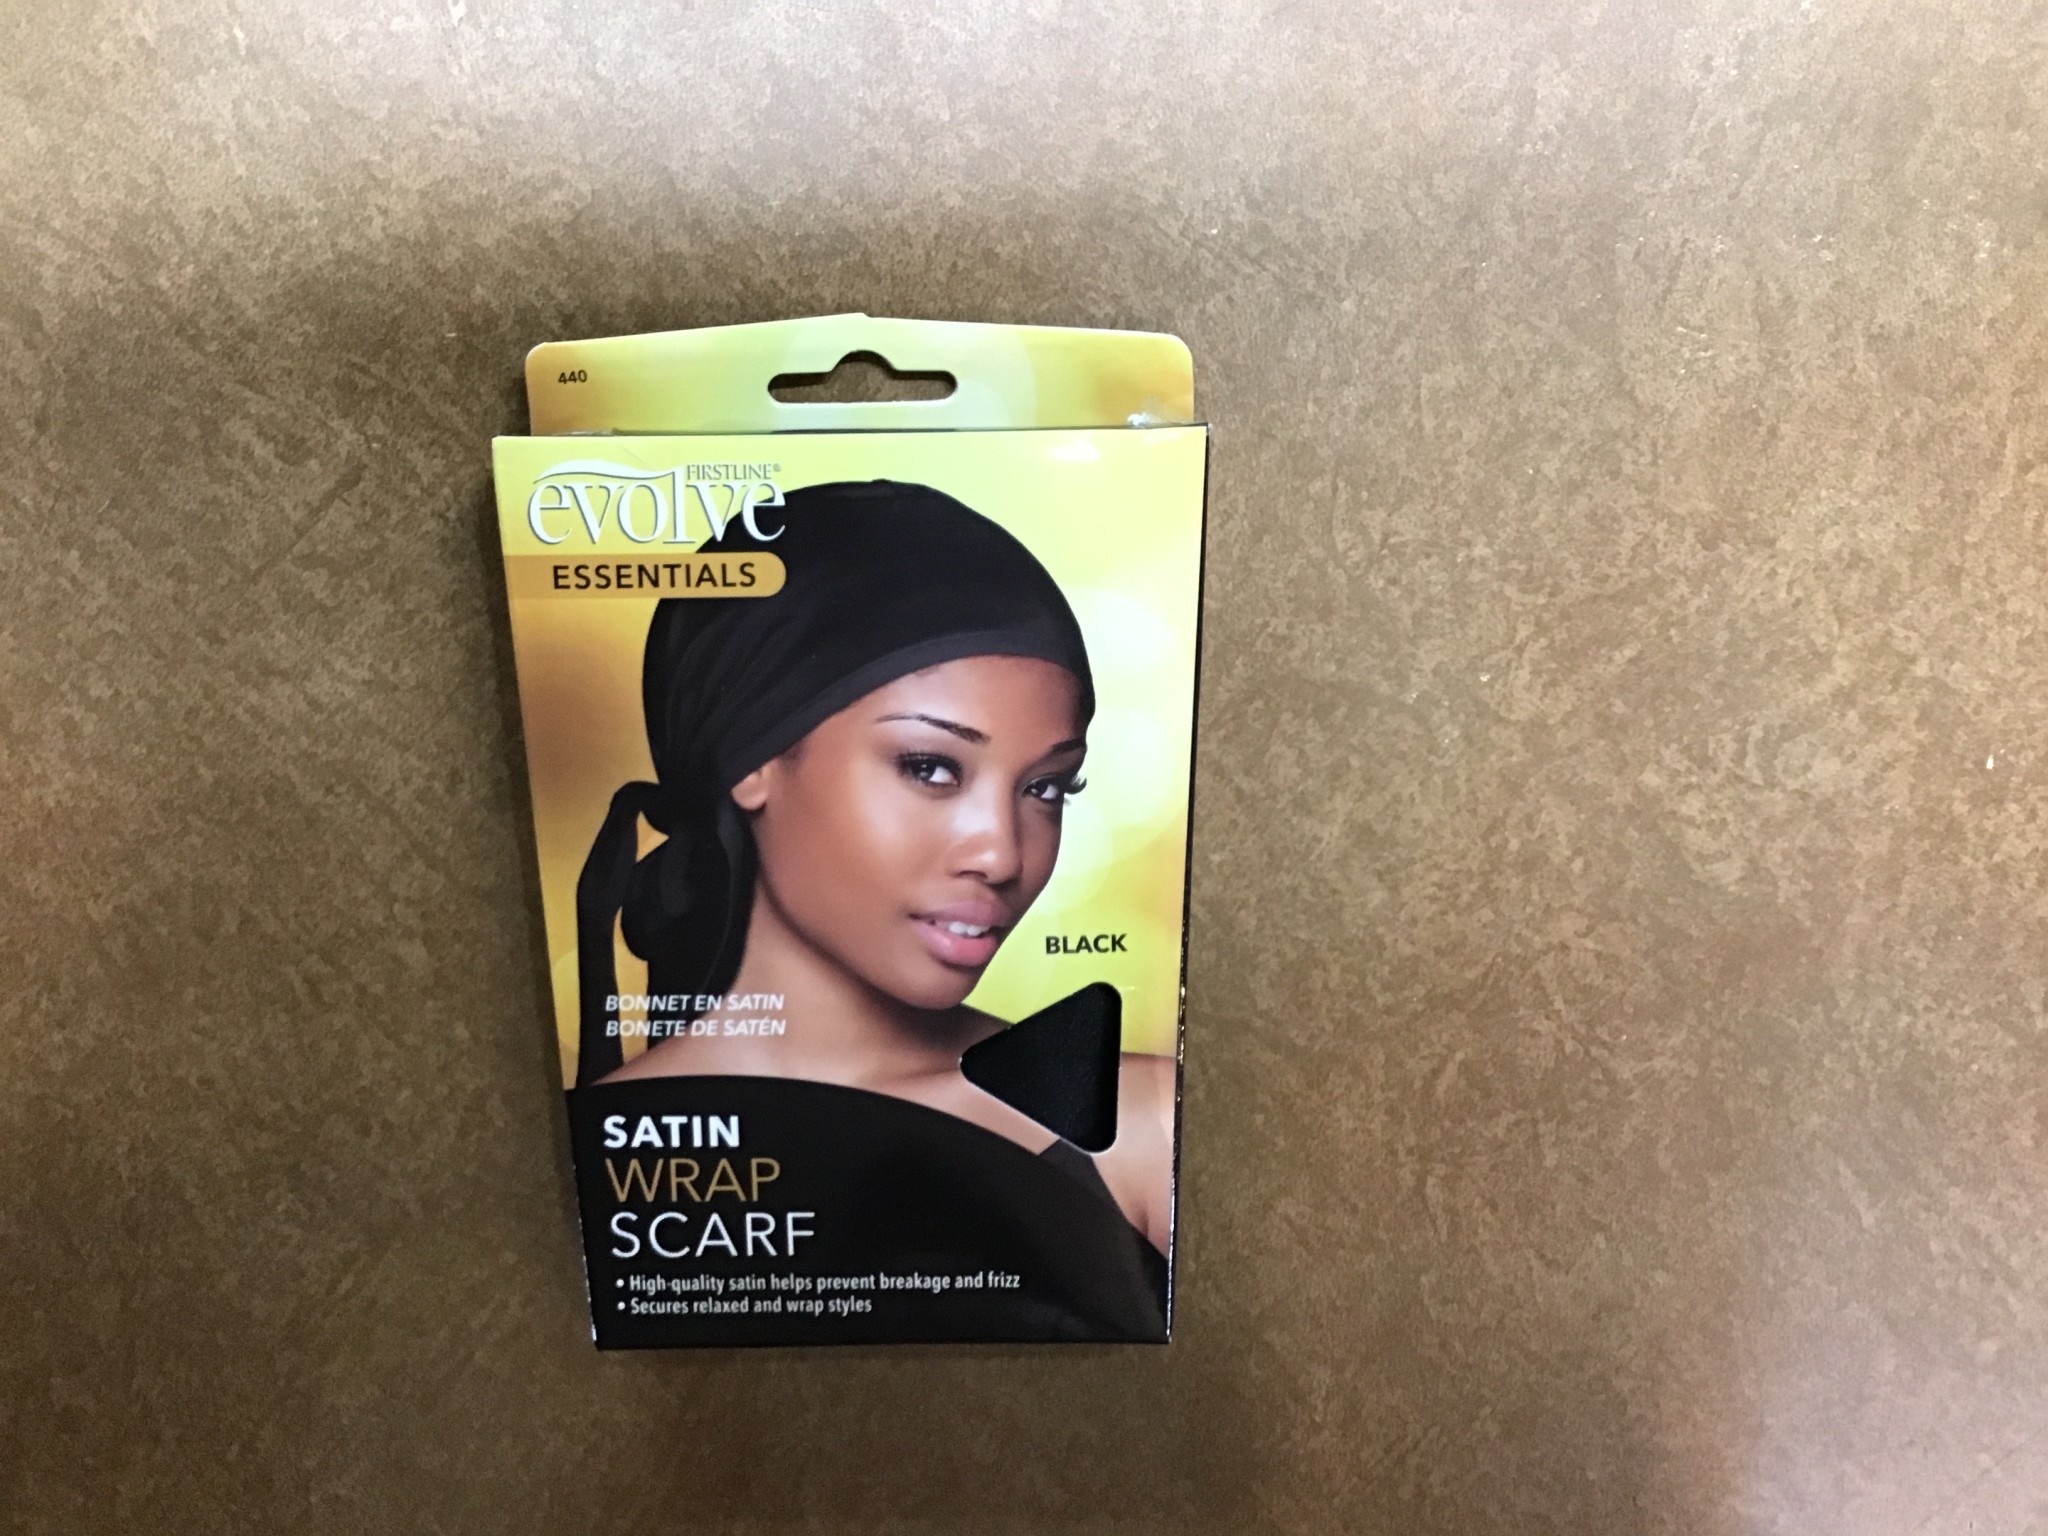 440
FIRSTLINE®
evolve
ESSENTIALS
BLACK
BONNET EN SATIN
BONETE DE SATÉN
SATIN
WRAP
SCARF
• High-quality satin helps prevent breakage and frizz
• Secures relaxed and wrap styles